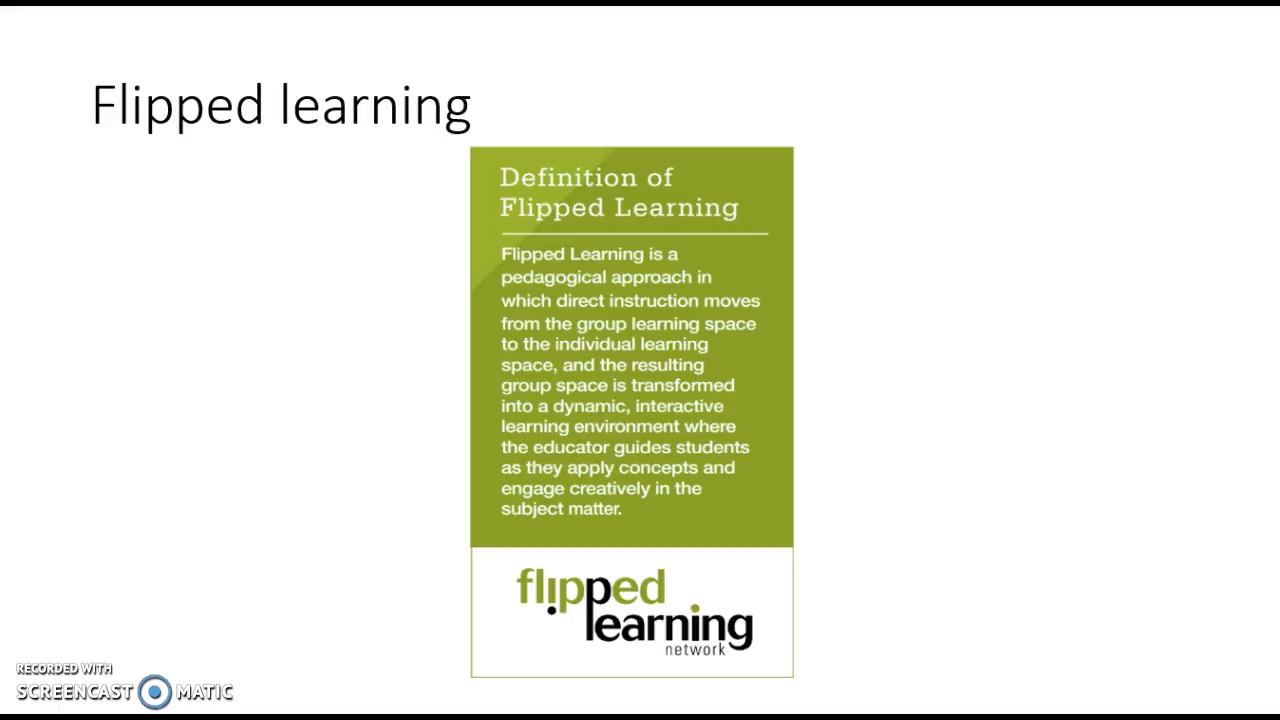 Flipped learning
Definition of
Flipped Learning
Flipped Learning is a
pedagogical approach in
which direct instruction moves
from the group learning space
to the individual learning
space, and the resulting
group space is transformed
into a dynamic, interactive
learning environment where
the educator guides students
as they apply concepts and
engage creatively in the
subject matter.
flipped
learning
network
RECORDED WITH
SCREENCAST MATIC